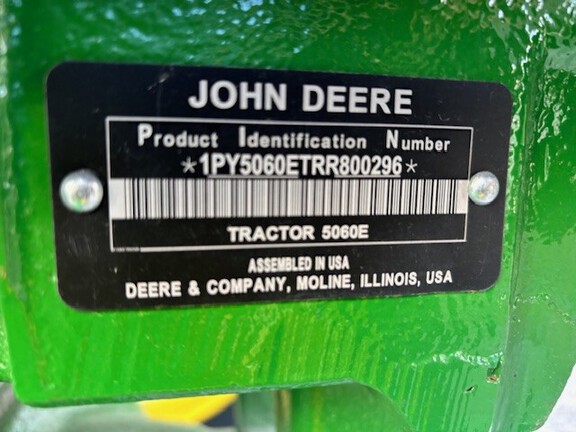 JOHN DEERE
Product Identification Number
*1PY5060ETRR800296*
TRACTOR 5060E
ASSEMBLED IN USA
DEERE & COMPANY, MOLINE, ILLINOIS, USA